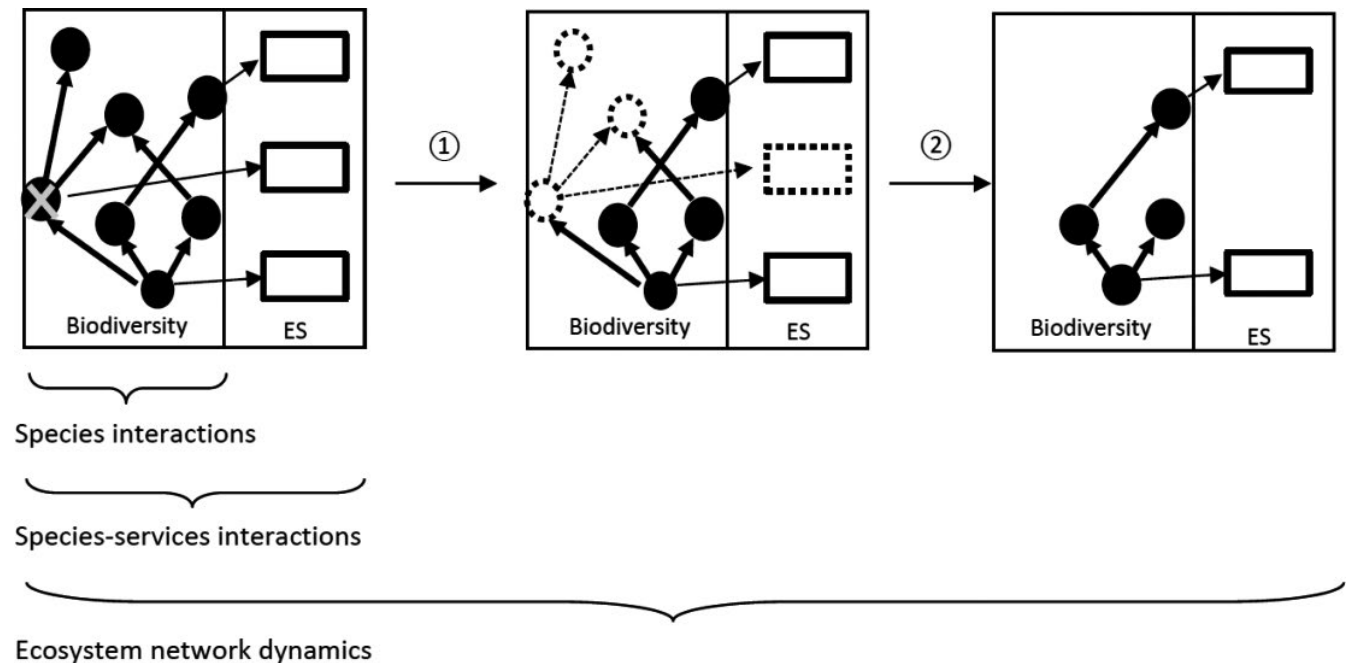 ① ②
Biodiversity ES Biodiversity ES Biodiversity ES
Species interactions
Species-services interactions
Ecosystem network dynamics